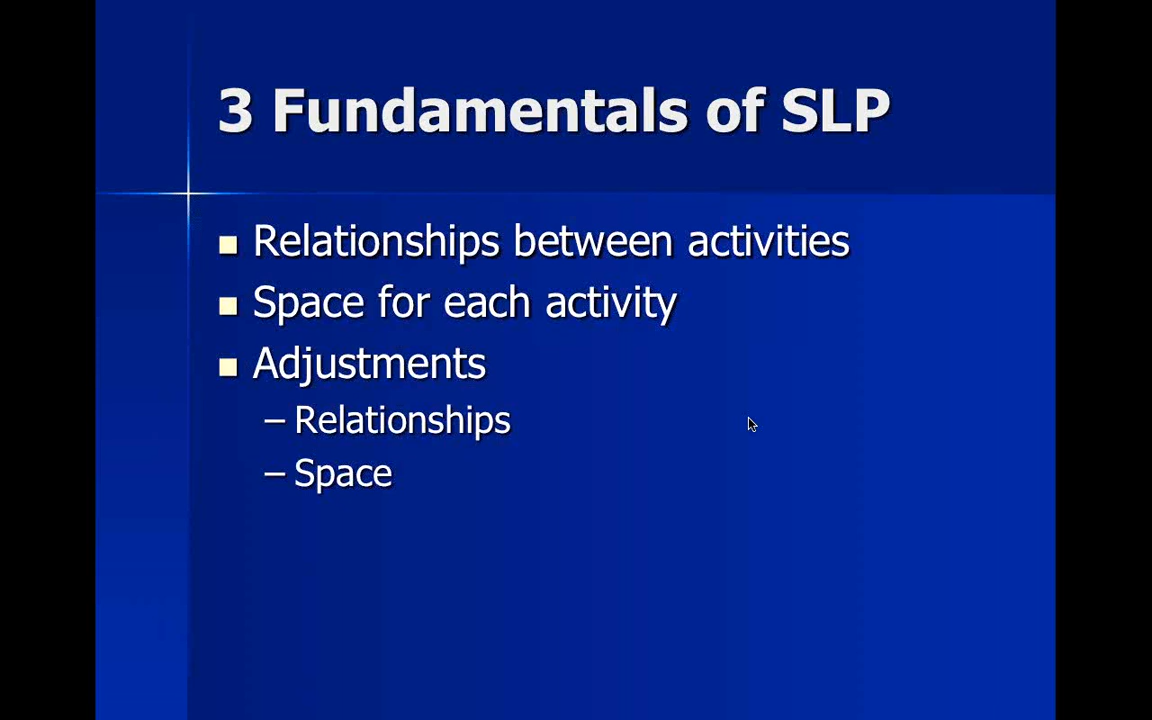 3 Fundamentals of SLP
Relationships between activities
Space for each activity
Adjustments
– Relationships
– Space